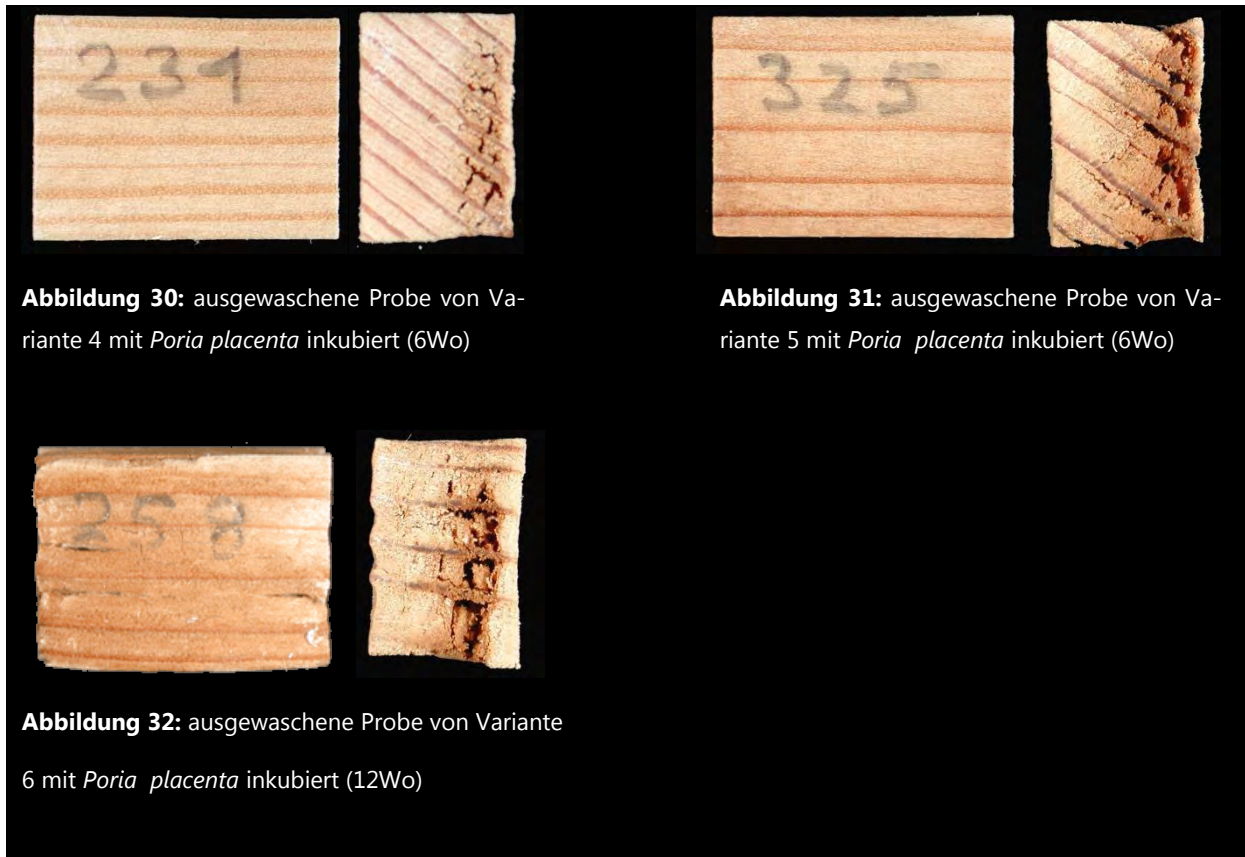 234
325
Abbildung 30: ausgewaschene Probe von Va-
riante 4 mit Poria placenta inkubiert (6Wo)
Abbildung 31: ausgewaschene Probe von Va-
riante 5 mit Poria placenta inkubiert (6Wo)
258
Abbildung 32: ausgewaschene Probe von Variante
6 mit Poria placenta inkubiert (12Wo)